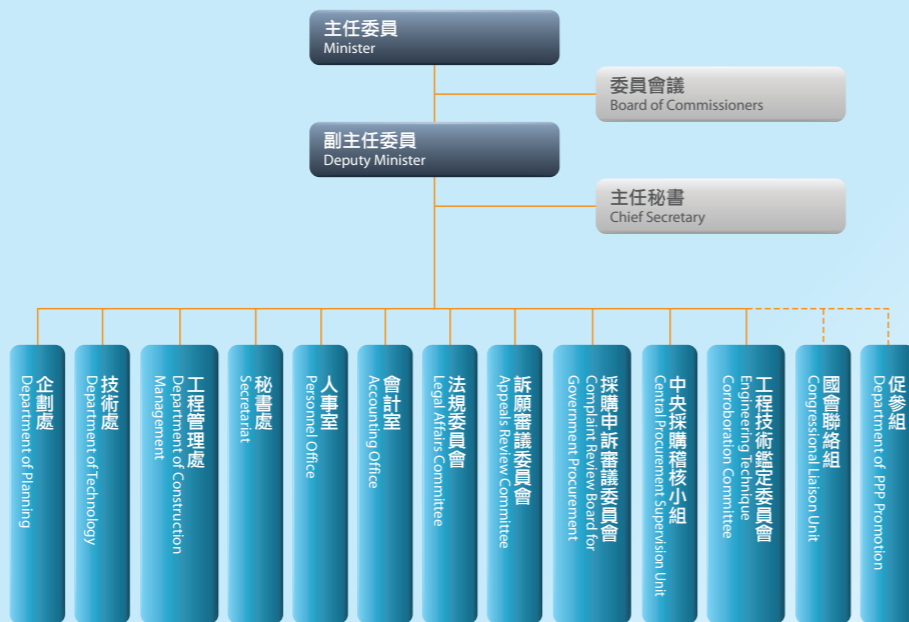 主任委員
Minister
委員會議
Board of Commissioners
副主任委員
Deputy Minister
主任秘書
Chief Secretary
企劃處
Department of Planning
技術處
Department of Technology
工程管理處
Department of Construction
Management
秘書處
Secretariat
人事室
Personnel Office
會計室
Accounting Office
法規委員會
Legal Affairs Committee
訴願審議委員會
Appeals Review Committee
採購申訴審議委員會
Complaint Review Board for
Government Procurement
中央採購稽核小組
Central Procurement Supervision Unit
工程技術鑑定委員會
Engineering Technique
Corroboration Committee
國會聯絡組
Congressional Liaison Unit
促參組
Department of PPP Promotion